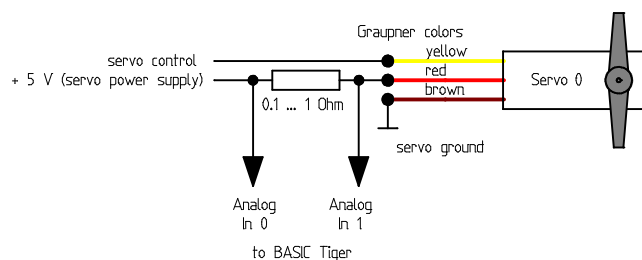 Graupner colors
servo control
yellow
+ 5 V (servo power supply)
red
Servo 0
0.1 ... 1 Ohm
brown
servo ground
Analog
In 0
Analog
In 1
to BASIC Tiger